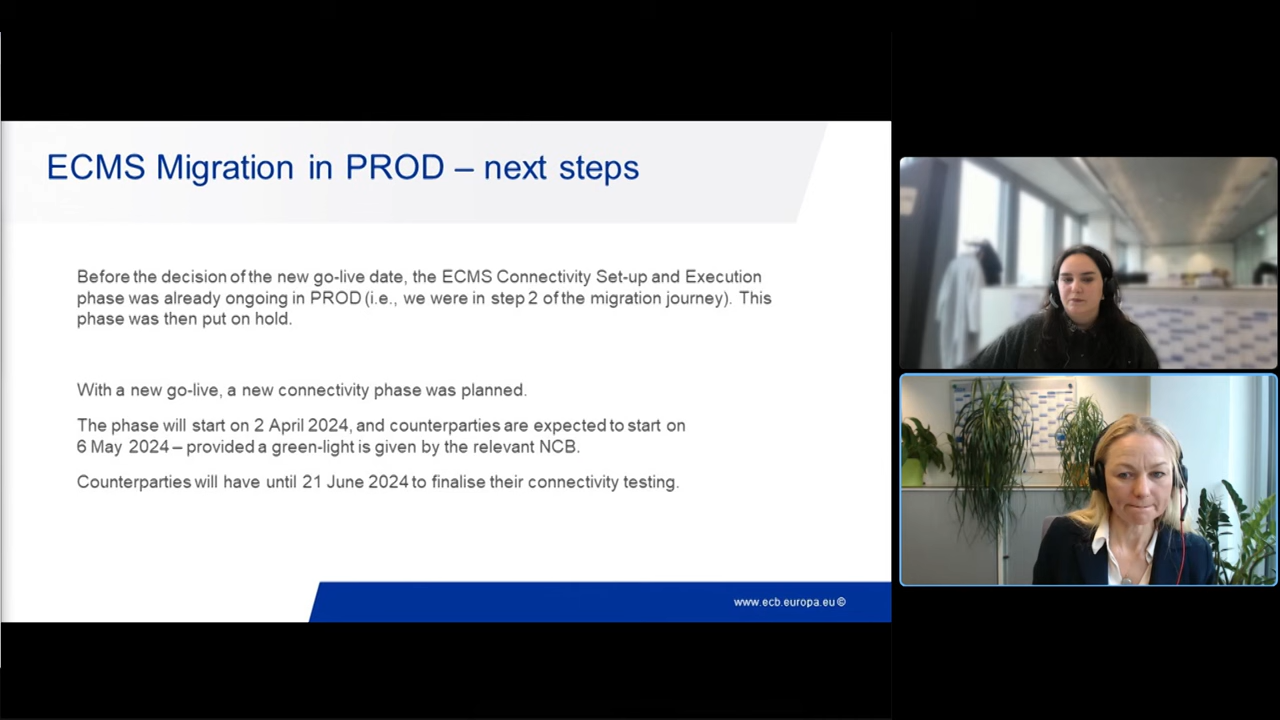 ECMS Migration in PROD – next steps
Before the decision of the new go-live date, the ECMS Connectivity Set-up and Execution
phase was already ongoing in PROD (i.e., we were in step 2 of the migration journey). This
phase was then put on hold.
With a new go-live, a new connectivity phase was planned.
The phase will start on 2 April 2024, and counterparties are expected to start on
6 May 2024 – provided a green-light is given by the relevant NCB.
Counterparties will have until 21 June 2024 to finalise their connectivity testing.
www.ecb.europa.eu ©